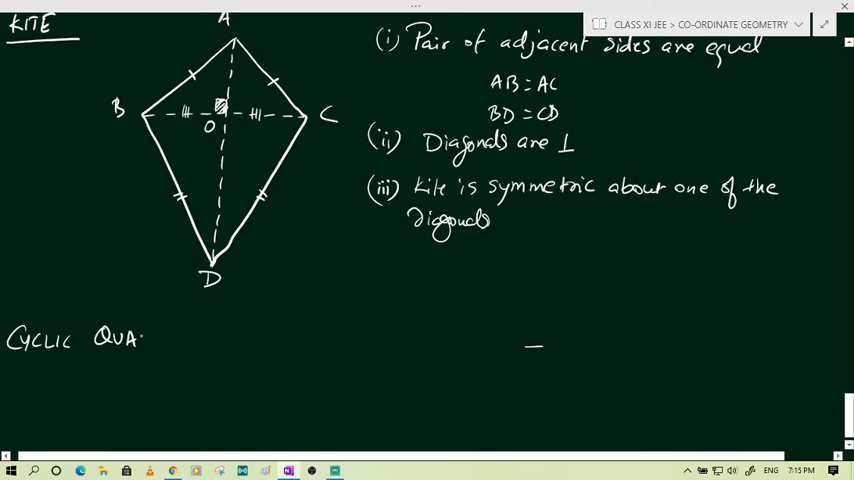 KITE
CLASS XI JEE > CO-ORDINATE GEOMETRY
A
B
C
O
D
(i) Pair of adjacent sides are equal
AB = AC
BD = CD
(ii) Diagonals are ⊥
(iii) Kite is symmetric about one of the
Diagonals
CYCLIC QUA
ENG 7:15 PM